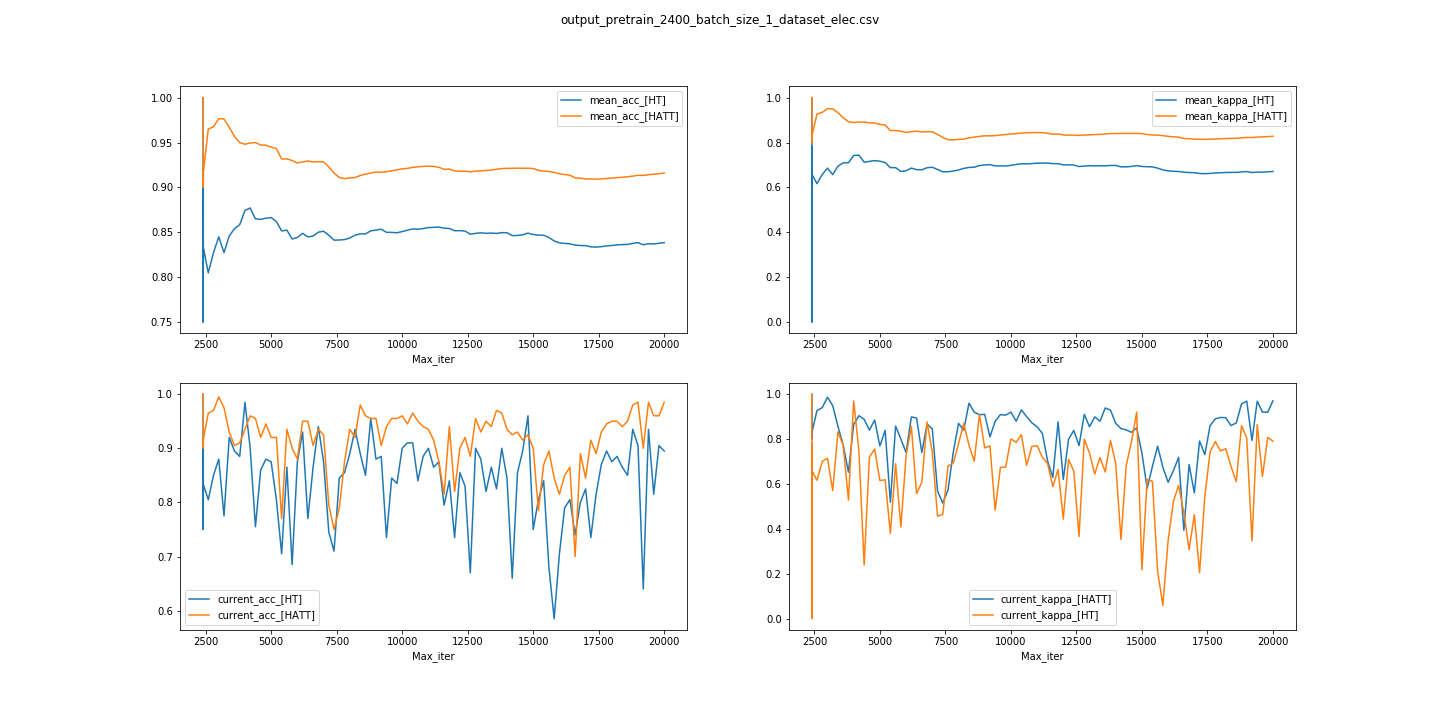 output_pretrain_2400_batch_size_1_dataset_elec.csv
1.00
0.95
0.90
0.85
0.80
0.75
mean_acc_[HT]
mean_acc_[HATT]
2500 5000 7500 10000 12500 15000 17500 20000
Max_iter
1.0
0.8
0.6
0.4
0.2
0.0
mean_kappa_[HT]
mean_kappa_[HATT]
2500 5000 7500 10000 12500 15000 17500 20000
Max_iter
1.0
0.9
0.8
0.7
0.6
current_acc_[HT]
current_acc_[HATT]
2500 5000 7500 10000 12500 15000 17500 20000
Max_iter
1.0
0.8
0.6
0.4
0.2
0.0
current_kappa_[HATT]
current_kappa_[HT]
2500 5000 7500 10000 12500 15000 17500 20000
Max_iter